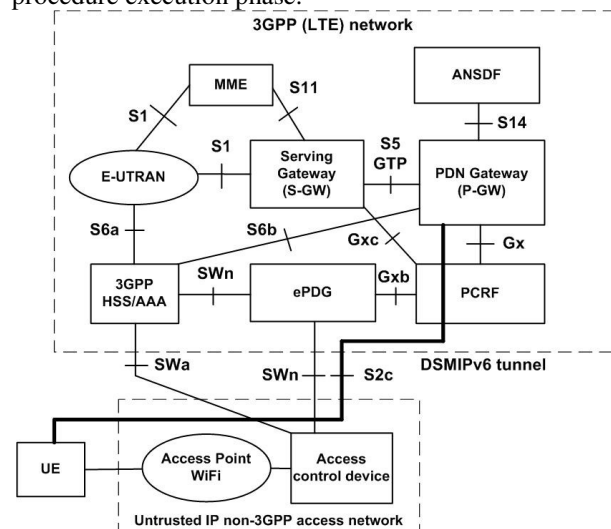 procedure execution phase.
3GPP (LTE) network
MME
ANSDF
S1
S11
S14
S1
S5
GTP
E-UTRAN
Serving
Gateway
(S-GW)
PDN Gateway
(P-GW)
S6a
S6b
Gxc
Gx
3GPP
HSS/AAA
SWn
ePDG
Gxb
PCRF
SWa
SWn
S2c
DSMIPv6 tunnel
UE
Access Point
WiFi
Access
control device
Untrusted IP non-3GPP access network